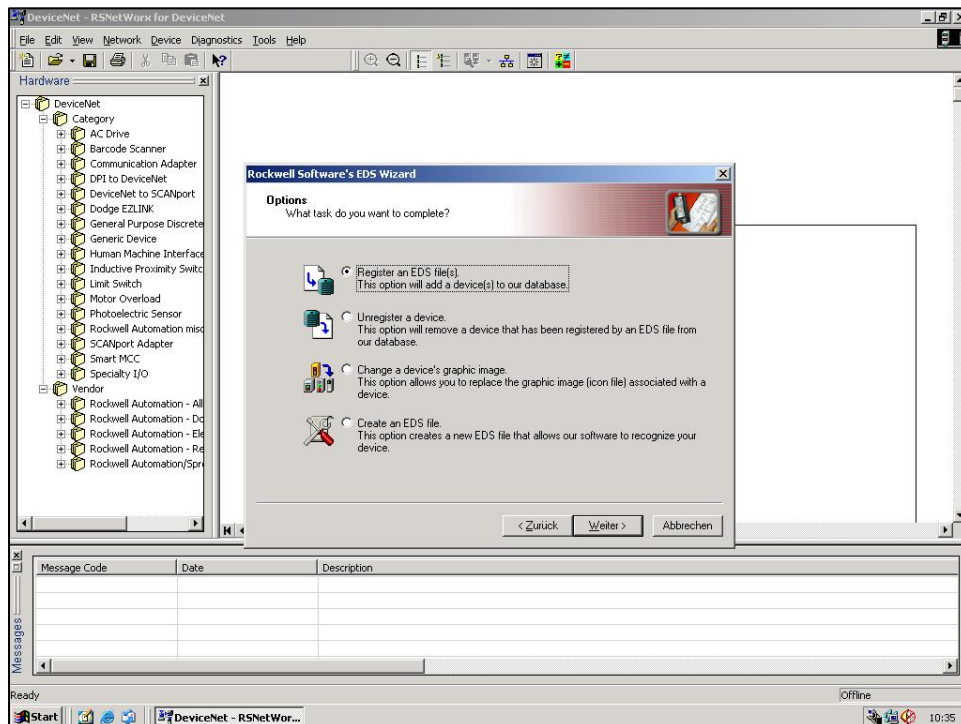 DeviceNet - RSNetWorx for DeviceNet
File Edit View Network Device Diagnostics Tools Help
Hardware
DeviceNet
Category
AC Drive
Barcode Scanner
Communication Adapter
DPI to DeviceNet
DeviceNet to SCANport
Dodge EZLINK
General Purpose Discrete
Generic Device
Human Machine Interface
Inductive Proximity Switc
Limit Switch
Motor Overload
Photoelectric Sensor
Rockwell Automation misc
SCANport Adapter
Smart MCC
Specialty I/O
Vendor
Rockwell Automation - All
Rockwell Automation - Do
Rockwell Automation - Ele
Rockwell Automation - Re
Rockwell Automation/Spre
Rockwell Software's EDS Wizard
Options
What task do you want to complete?
Register an EDS file(s).
This option will add a device(s) to our database.
Unregister a device.
This option will remove a device that has been registered by an EDS file from
our database.
Change a device's graphic image.
This option allows you to replace the graphic image (icon file) associated with a
device.
Create an EDS file.
This option creates a new EDS file that allows our software to recognize your
device.
< Zurück Weiter > Abbrechen
Messages
Message Code Date Description
Ready Offline
Start DeviceNet - RSNetWor... 10:35